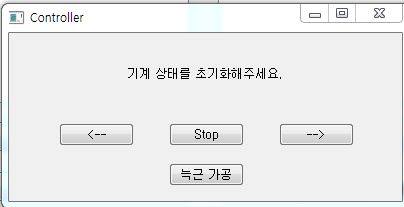 Controller
기계 상태를 초기화해주세요.
<-- Stop -->
늑근 가공